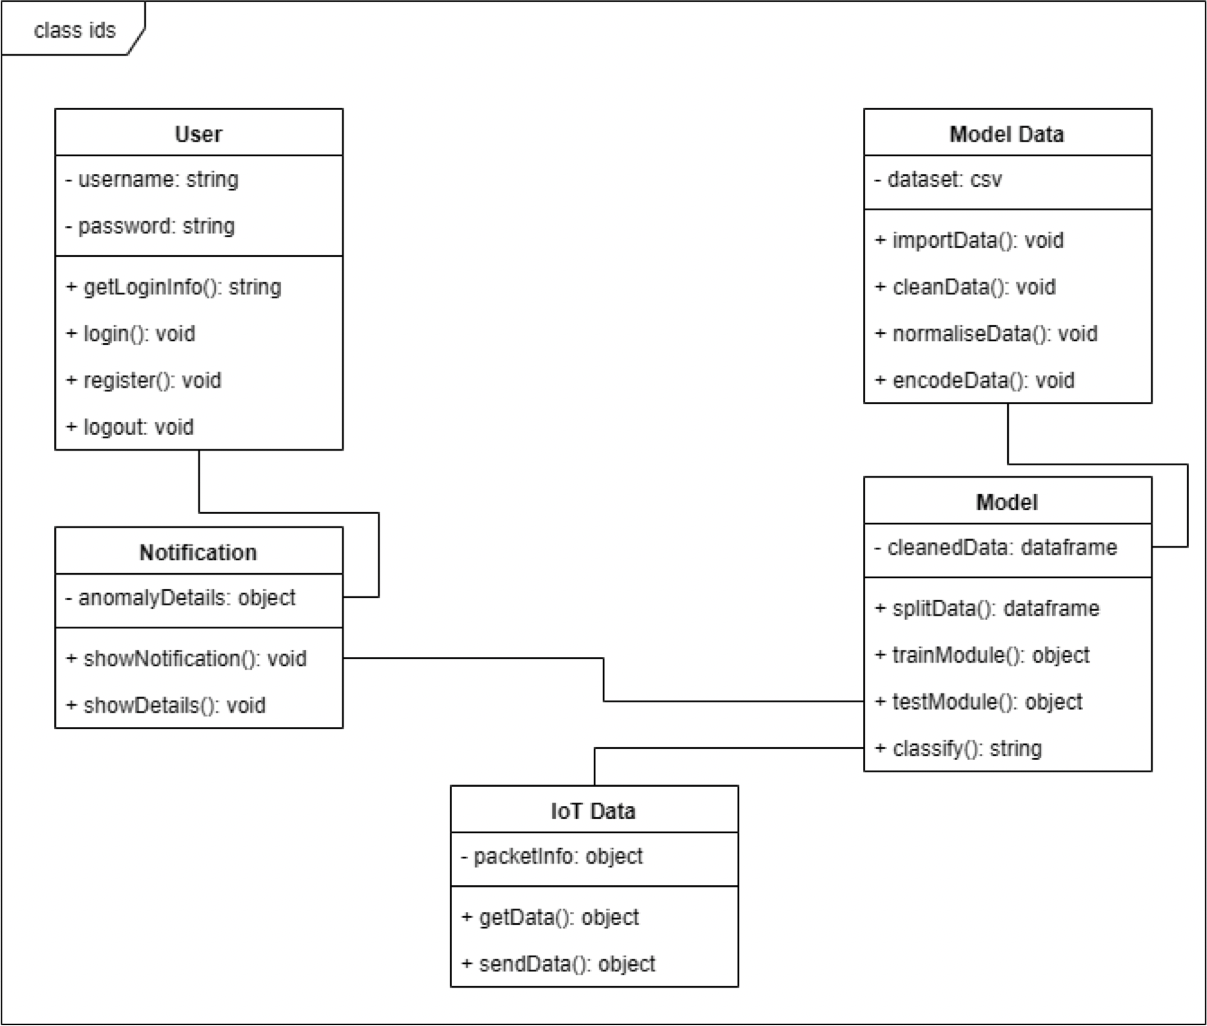 class ids
User
- username: string
- password: string
+ getLoginInfo(): string
+ login(): void
+ register(): void
+ logout: void
Model Data
- dataset: csv
+ importData(): void
+ cleanData(): void
+ normaliseData(): void
+ encodeData(): void
Notification
- anomalyDetails: object
+ showNotification(): void
+ showDetails(): void
Model
- cleanedData: dataframe
+ splitData(): dataframe
+ trainModule(): object
+ testModule(): object
+ classify(): string
IoT Data
- packetInfo: object
+ getData(): object
+ sendData(): object